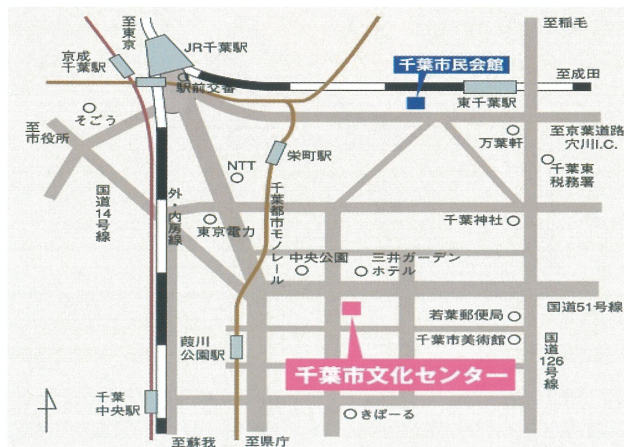 至東京
JR千葉駅
京成
千葉駅
駅前交番
そごう
至
市役所
国道14号線
外・内房線
NTT
東京電力
栄町駅
千葉都市モノレール
千葉市民会館
東千葉駅
至稲毛
至成田
万葉軒
至京葉道路
穴川I.C.
千葉東
税務署
千葉神社
中央公園
三井ガーデン
ホテル
国道51号線
若葉郵便局
千葉市美術館
国道
126
号線
葭川
公園駅
千葉市文化センター
千葉
中央駅
きぼーる
至蘇我
至県庁